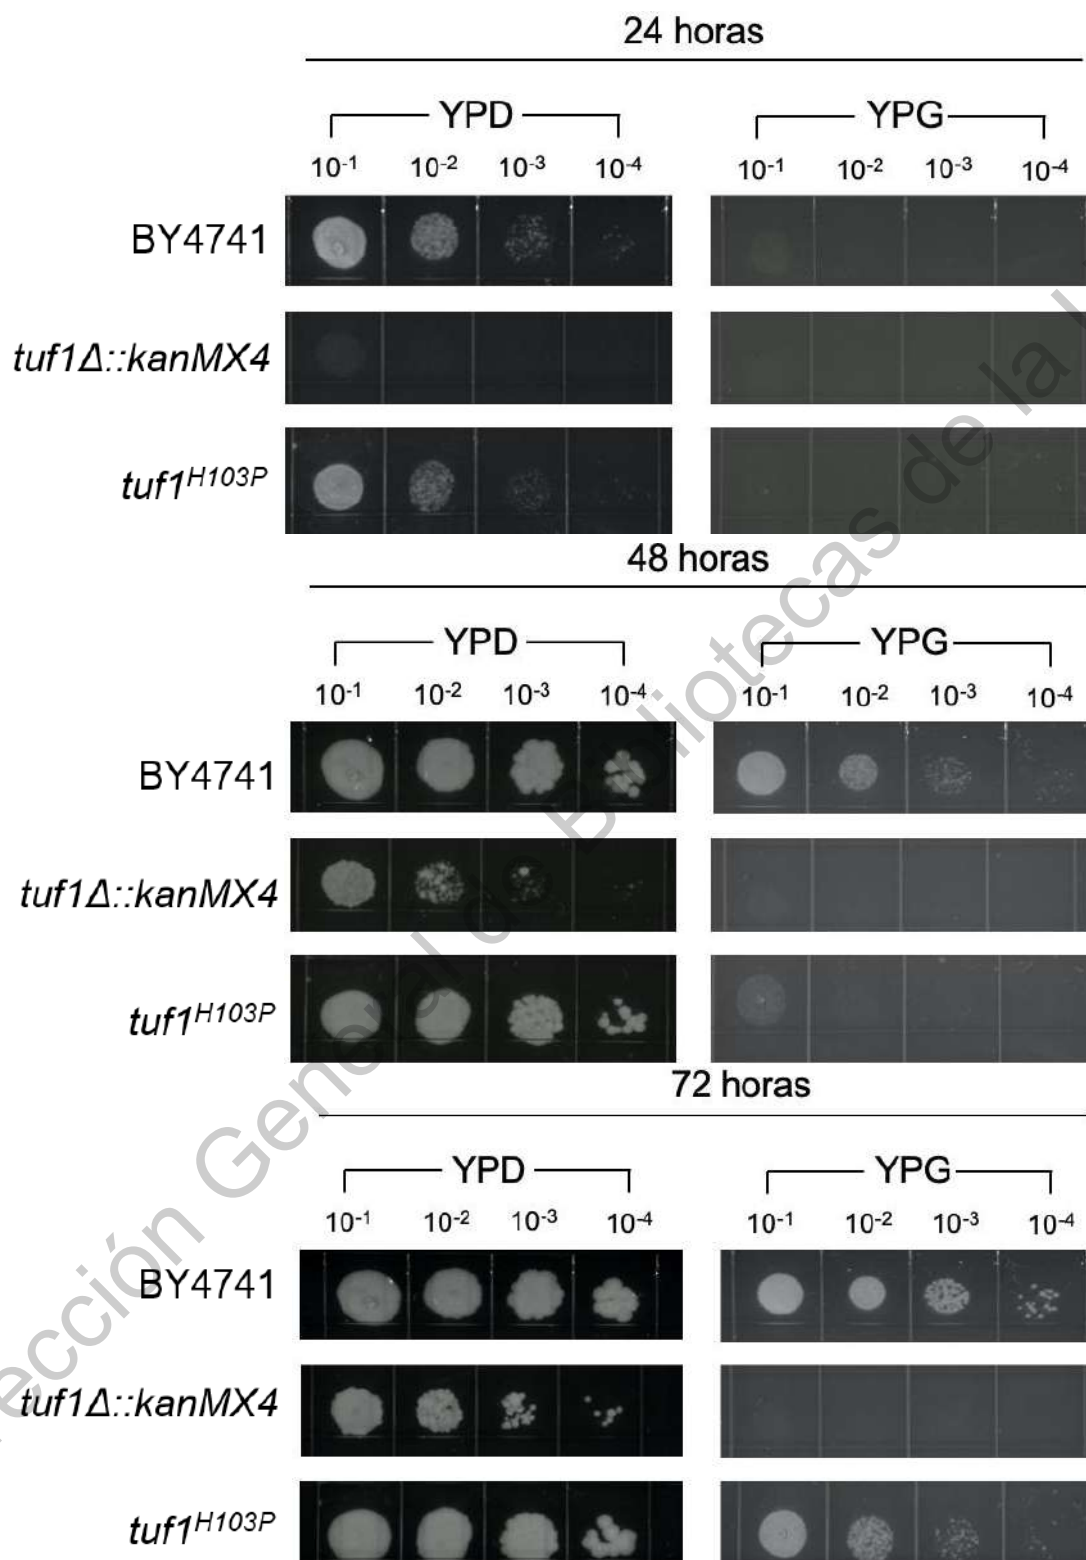 24 horas
YPD YPG
10-1 10-2 10-3 10-4 10-1 10-2 10-3 10-4
BY4741
tuf1Δ::kanMX4
tuf1H103P
48 horas
YPD YPG
10-1 10-2 10-3 10-4 10-1 10-2 10-3 10-4
BY4741
tuf1Δ::kanMX4
tuf1H103P
72 horas
YPD YPG
10-1 10-2 10-3 10-4 10-1 10-2 10-3 10-4
BY4741
tuf1Δ::kanMX4
tuf1H103P
General de Bibliotecas de la